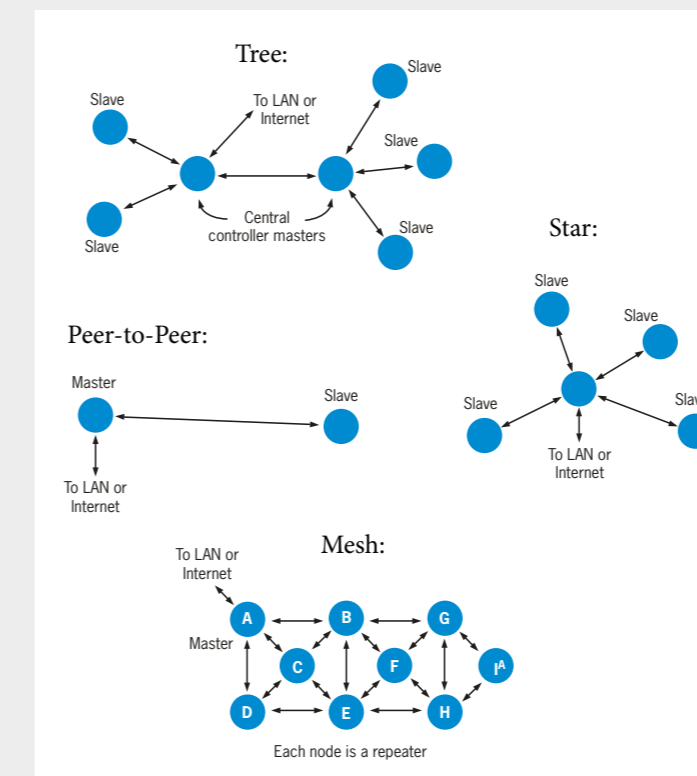 Tree:
Slave
Slave
To LAN or
Internet
Slave
Central
controller masters
Slave
Slave
Star:
Slave
Slave
Slave
To LAN or
Internet
Peer-to-Peer:
Master
Slave
To LAN or
Internet
Mesh:
To LAN or
Internet
Master
A
B
G
C
F
IA
D
E
H
Each node is a repeater